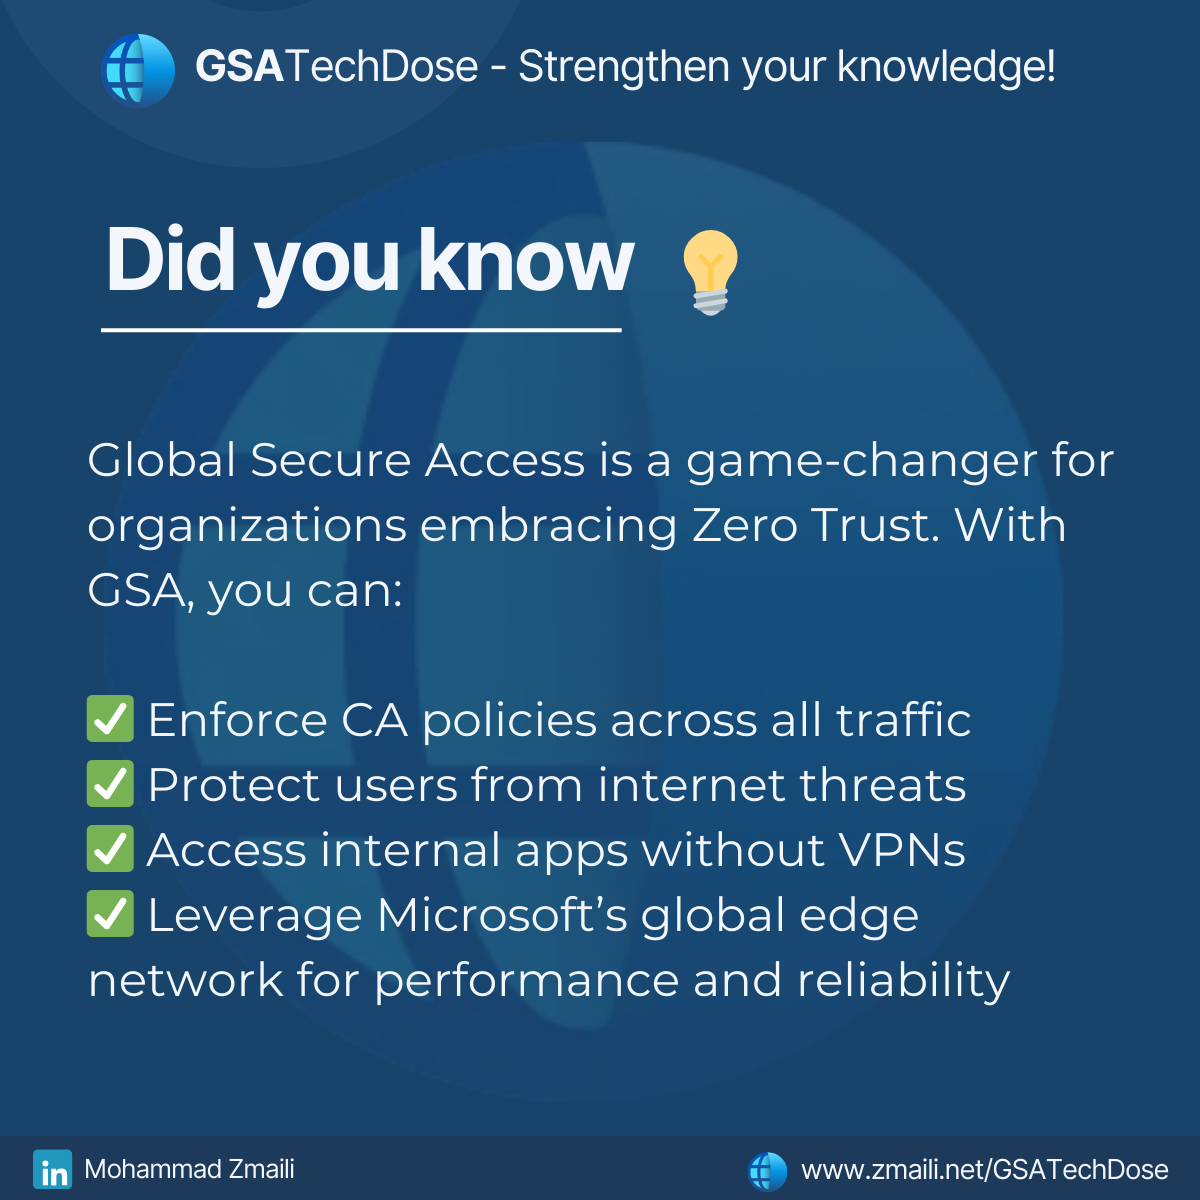 GSATechDose - Strengthen your knowledge!
Did you know
Global Secure Access is a game-changer for
organizations embracing Zero Trust. With
GSA, you can:
✅ Enforce CA policies across all traffic
✅ Protect users from internet threats
✅ Access internal apps without VPNs
✅ Leverage Microsoft’s global edge
network for performance and reliability
in Mohammad Zmaili
www.zmaili.net/GSATechDose